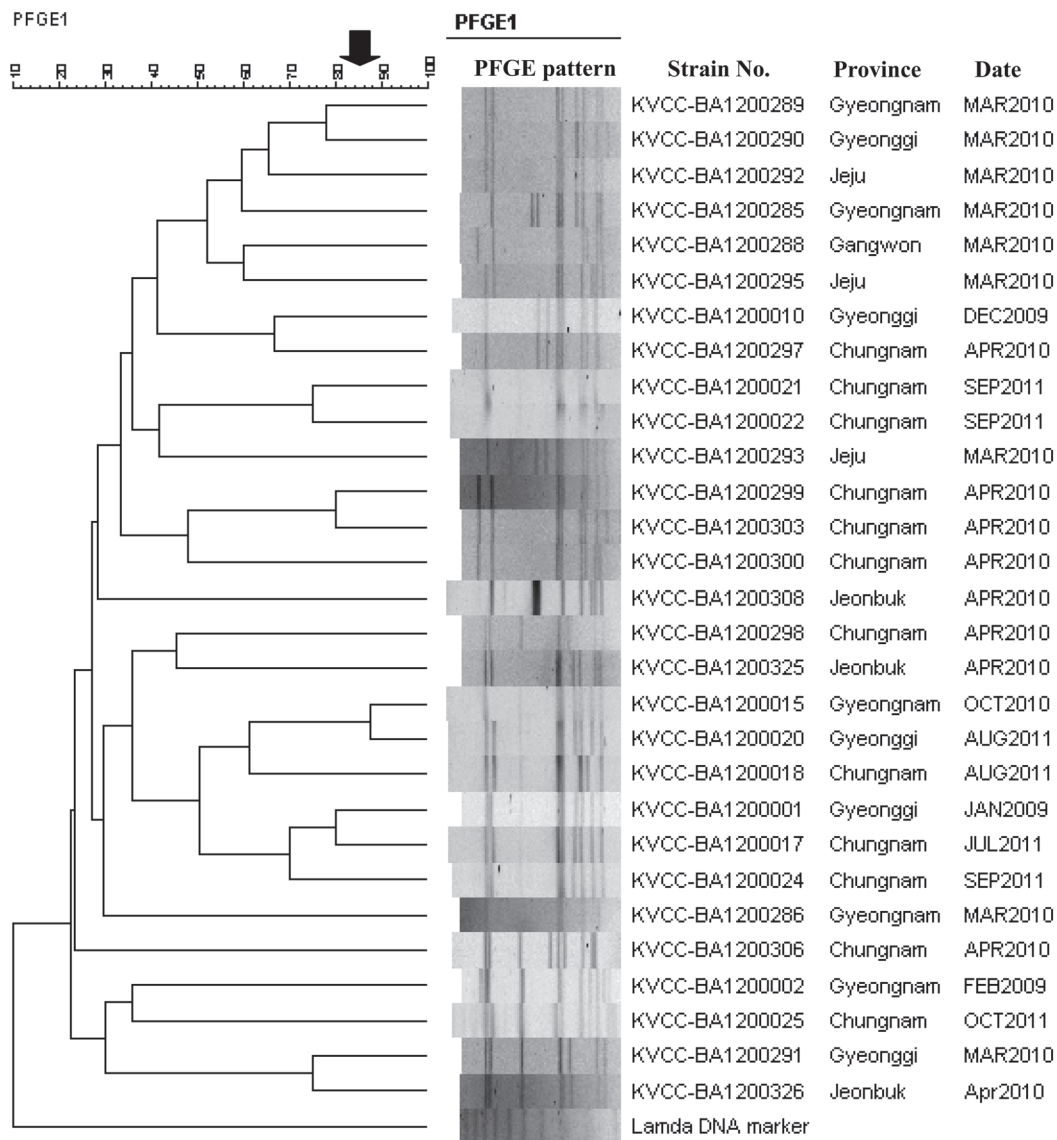 PFGE1
PFGE1
10 20 30 40 50 60 70 80 90 100
PFGE pattern Strain No. Province Date
KVCC-BA1200289 Gyeongnam MAR2010
KVCC-BA1200290 Gyeonggi MAR2010
KVCC-BA1200292 Jeju MAR2010
KVCC-BA1200285 Gyeongnam MAR2010
KVCC-BA1200288 Gangwon MAR2010
KVCC-BA1200295 Jeju MAR2010
KVCC-BA1200010 Gyeonggi DEC2009
KVCC-BA1200297 Chungnam APR2010
KVCC-BA1200021 Chungnam SEP2011
KVCC-BA1200022 Chungnam SEP2011
KVCC-BA1200293 Jeju MAR2010
KVCC-BA1200299 Chungnam APR2010
KVCC-BA1200303 Chungnam APR2010
KVCC-BA1200300 Chungnam APR2010
KVCC-BA1200308 Jeonbuk APR2010
KVCC-BA1200298 Chungnam APR2010
KVCC-BA1200325 Jeonbuk APR2010
KVCC-BA1200015 Gyeongnam OCT2010
KVCC-BA1200020 Gyeonggi AUG2011
KVCC-BA1200018 Chungnam AUG2011
KVCC-BA1200001 Gyeonggi JAN2009
KVCC-BA1200017 Chungnam JUL2011
KVCC-BA1200024 Chungnam SEP2011
KVCC-BA1200286 Gyeongnam MAR2010
KVCC-BA1200306 Chungnam APR2010
KVCC-BA1200002 Gyeongnam FEB2009
KVCC-BA1200025 Chungnam OCT2011
KVCC-BA1200291 Gyeonggi MAR2010
KVCC-BA1200326 Jeonbuk Apr2010
Lamda DNA marker